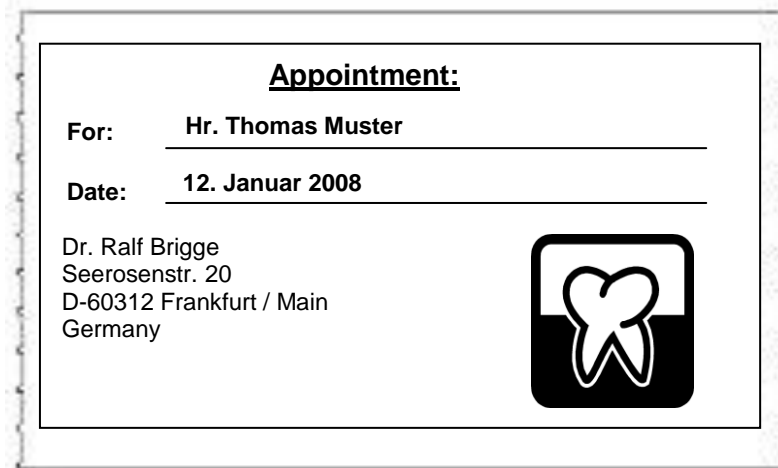 Appointment:
For: Hr. Thomas Muster
Date: 12. Januar 2008
Dr. Ralf Brigge
Seerosenstr. 20
D-60312 Frankfurt / Main
Germany